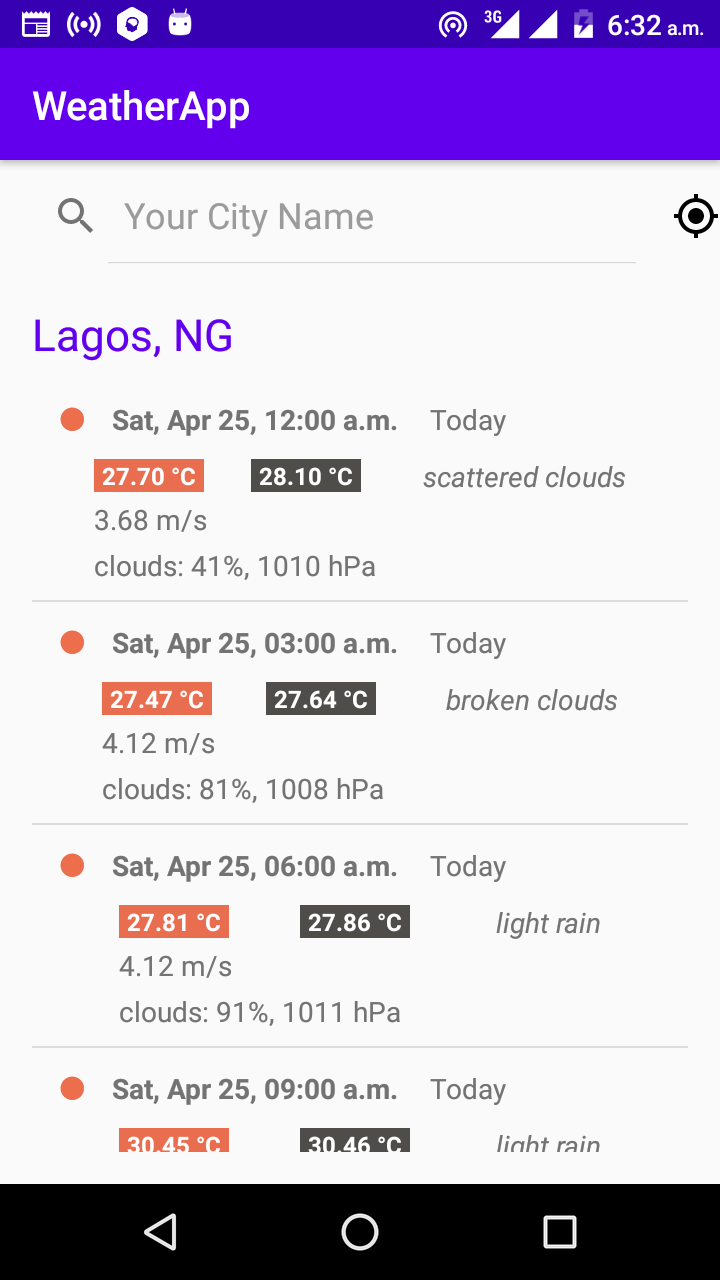 3G 6:32 a.m.
WeatherApp
Your City Name
Lagos, NG
Sat, Apr 25, 12:00 a.m. Today
27.70 °C 28.10 °C scattered clouds
3.68 m/s
clouds: 41%, 1010 hPa
Sat, Apr 25, 03:00 a.m. Today
27.47 °C 27.64 °C broken clouds
4.12 m/s
clouds: 81%, 1008 hPa
Sat, Apr 25, 06:00 a.m. Today
27.81 °C 27.86 °C light rain
4.12 m/s
clouds: 91%, 1011 hPa
Sat, Apr 25, 09:00 a.m. Today
30.45 °C 30.46 °C light rain